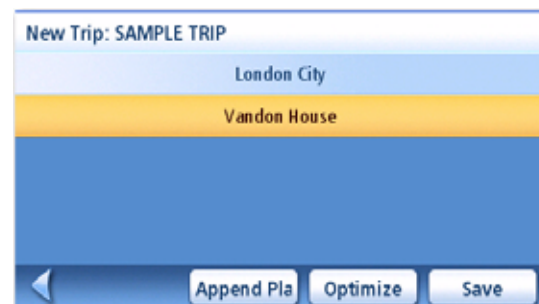 New Trip: SAMPLE TRIP
London City
Vandon House
Append Pla Optimize Save